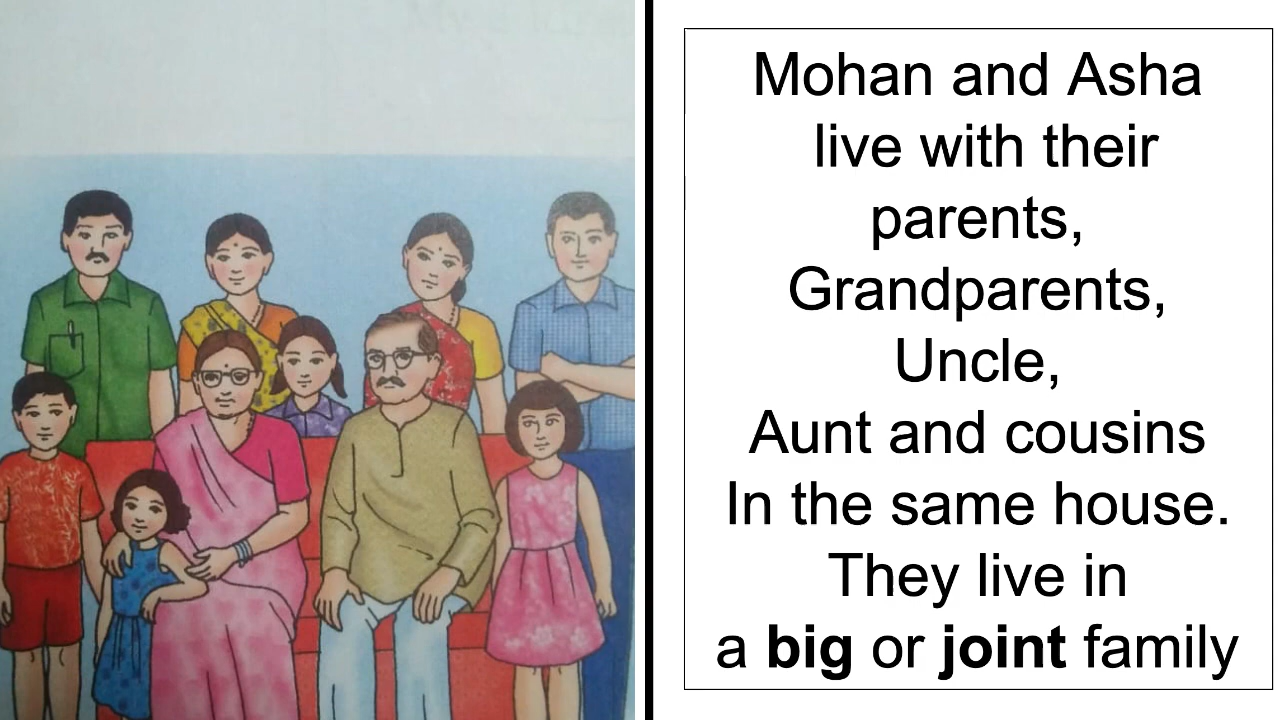 Mohan and Asha
live with their
parents,
Grandparents,
Uncle,
Aunt and cousins
In the same house.
They live in
a big or joint family